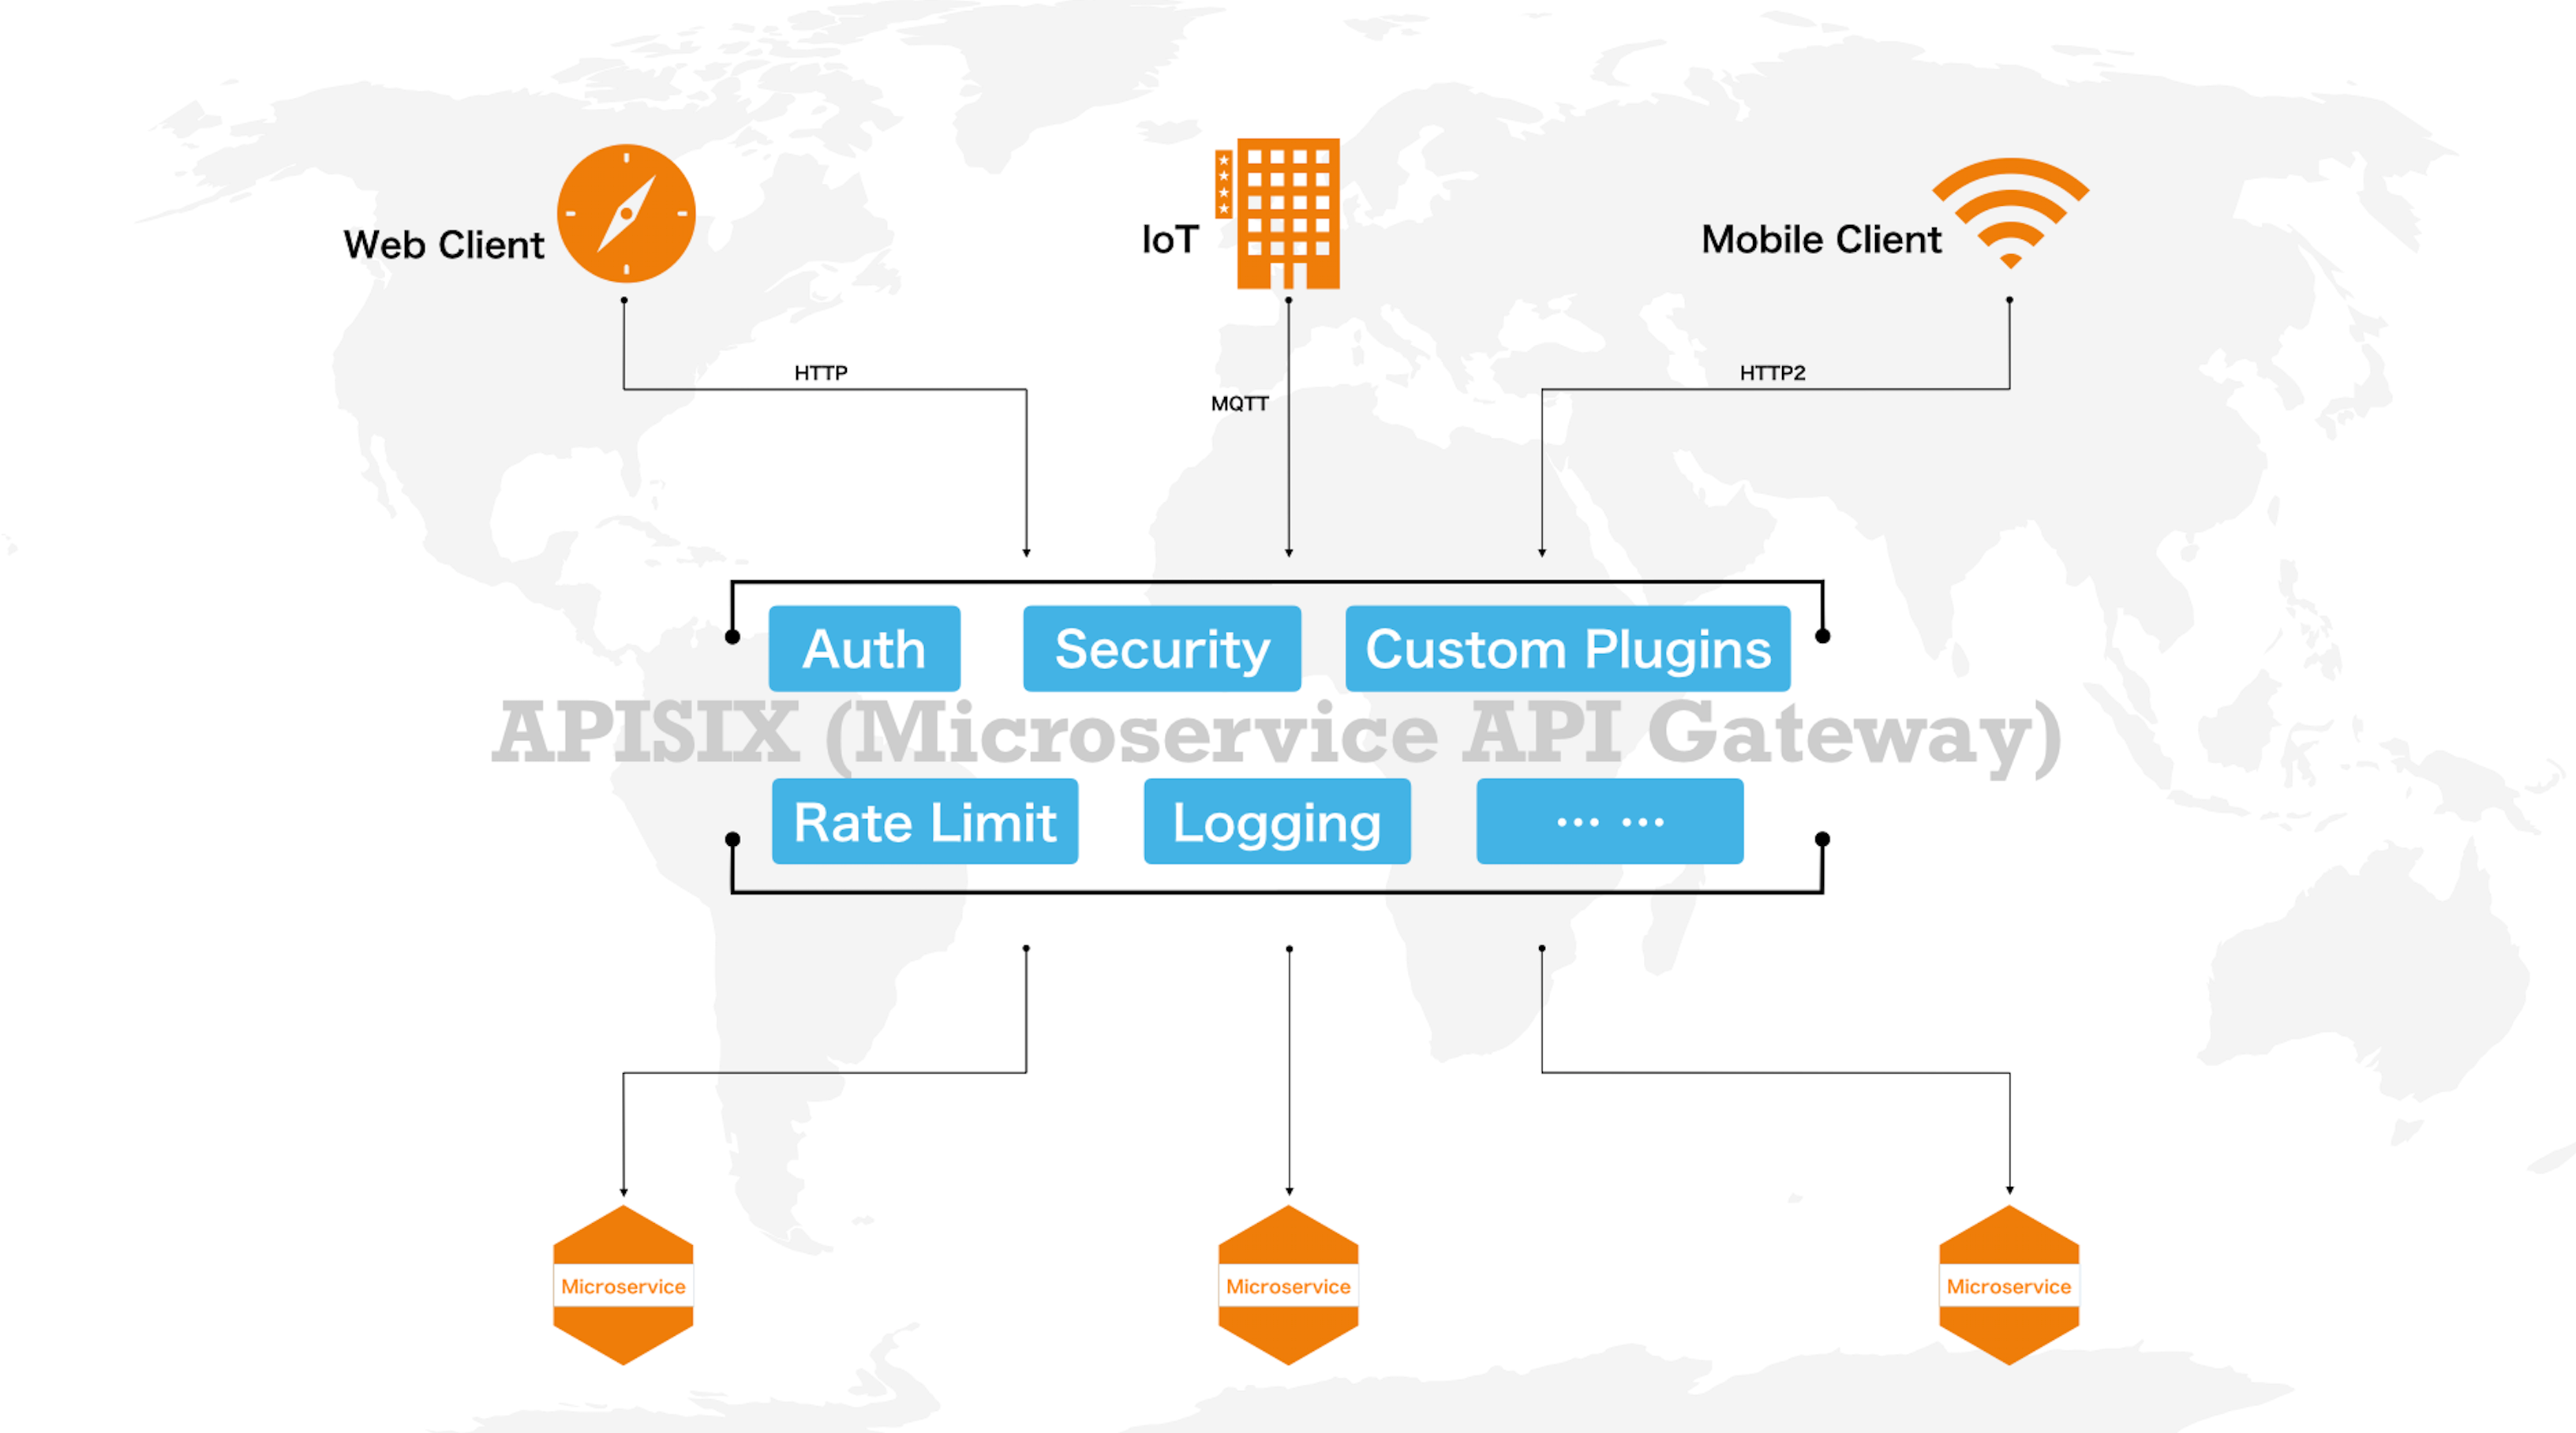 Web Client
IoT
Mobile Client
HTTP
MQTT
HTTP2
Auth
Security
Custom Plugins
APISIX (Microservice API Gateway)
Rate Limit
Logging
... ...
Microservice
Microservice
Microservice